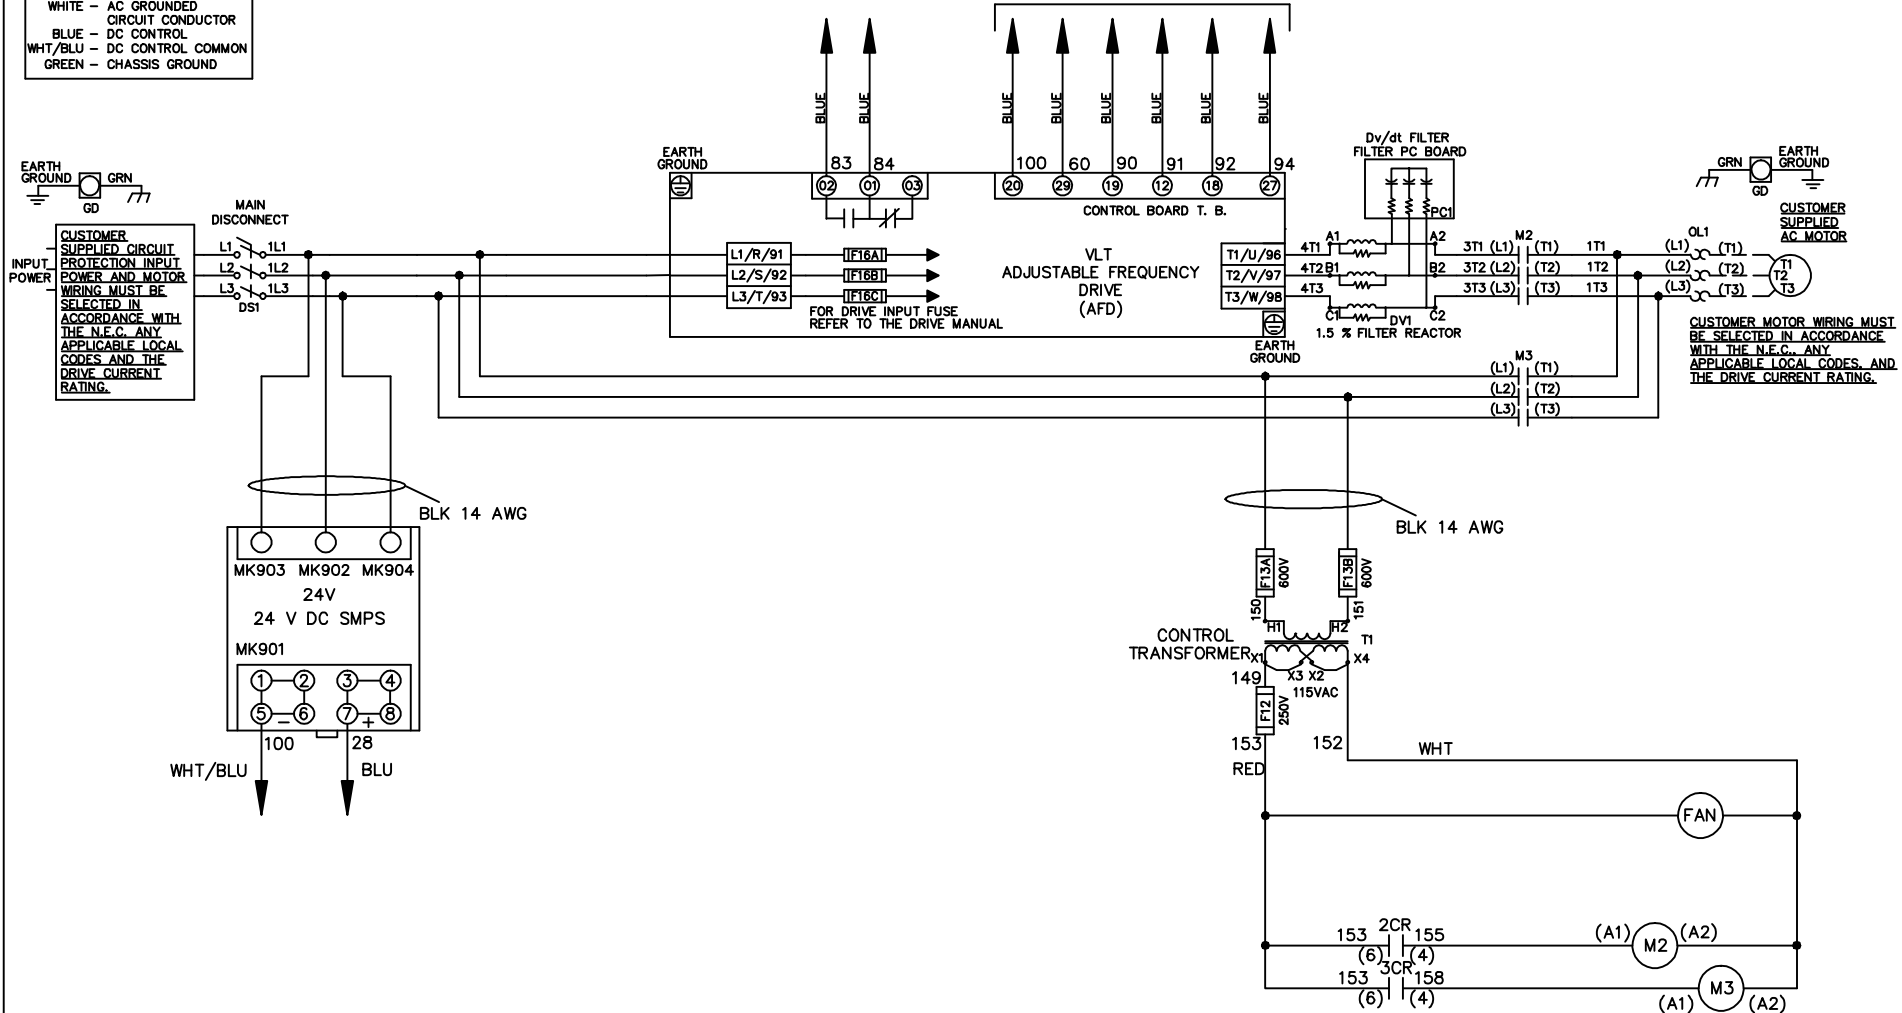 WHITE – AC GROUNDED
CIRCUIT CONDUCTOR
BLUE – DC CONTROL
WHT/BLU – DC CONTROL COMMON
GREEN – CHASSIS GROUND
BLUE
BLUE
BLUE
BLUE
BLUE
BLUE
BLUE
BLUE
83
84
100
60
90
91
92
94
EARTH
GROUND
02
01
03
20
29
19
12
18
27
CONTROL BOARD T. B.
Dv/dt FILTER
FILTER PC BOARD
PC1
EARTH
GROUND
GRN
GD
GRN
EARTH
GROUND
GD
CUSTOMER
SUPPLIED
AC MOTOR
MAIN
DISCONNECT
INPUT
POWER
CUSTOMER
SUPPLIED CIRCUIT
PROTECTION INPUT
POWER AND MOTOR
WIRING MUST BE
SELECTED IN
ACCORDANCE WITH
THE N.E.C. ANY
APPLICABLE LOCAL
CODES AND THE
DRIVE CURRENT
RATING.
L1
1L1
L2
1L2
L3
1L3
DS1
L1/R/91
L2/S/92
L3/T/93
F16A
F16B
F16C
FOR DRIVE INPUT FUSE
REFER TO THE DRIVE MANUAL
VLT
ADJUSTABLE FREQUENCY
DRIVE
(AFD)
T1/U/96
T2/V/97
T3/W/98
EARTH
GROUND
4T1
A1
A2
4T2
B1
B2
4T3
C1
C2
DV1
1.5 % FILTER REACTOR
M2
3T1 (L1) (T1) 1T1
3T2 (L2) (T2) 1T2
3T3 (L3) (T3) 1T3
OL1
(L1) (T1)
(L2) (T2)
(L3) (T3)
T1
T2
T3
CUSTOMER MOTOR WIRING MUST
BE SELECTED IN ACCORDANCE
WITH THE N.E.C., ANY
APPLICABLE LOCAL CODES, AND
THE DRIVE CURRENT RATING.
M3
(L1) (T1)
(L2) (T2)
(L3) (T3)
BLK 14 AWG
BLK 14 AWG
MK903 MK902 MK904
24V
24 V DC SMPS
MK901
1 2 3 4
5 – 6 7 + 8
100
28
WHT/BLU
BLU
F13A
600V
F13B
600V
150
151
H1
H2
T1
CONTROL
TRANSFORMER
X1
X3 X2
X4
115VAC
149
F12
250V
153
152
RED
WHT
FAN
2CR
153
155
(6)
(4)
(A1)
M2
(A2)
3CR
153
158
(6)
(4)
(A1)
M3
(A2)